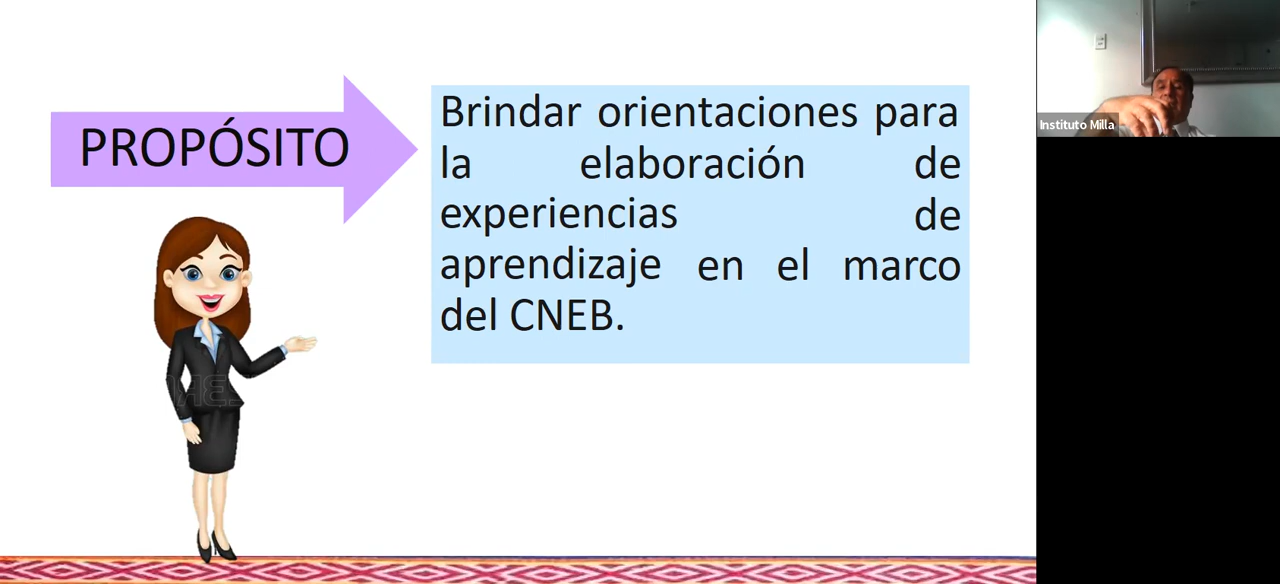 PROPÓSITO
Brindar orientaciones para
la elaboración de
experiencias de
aprendizaje en el marco
del CNEB.
Instituto Milla